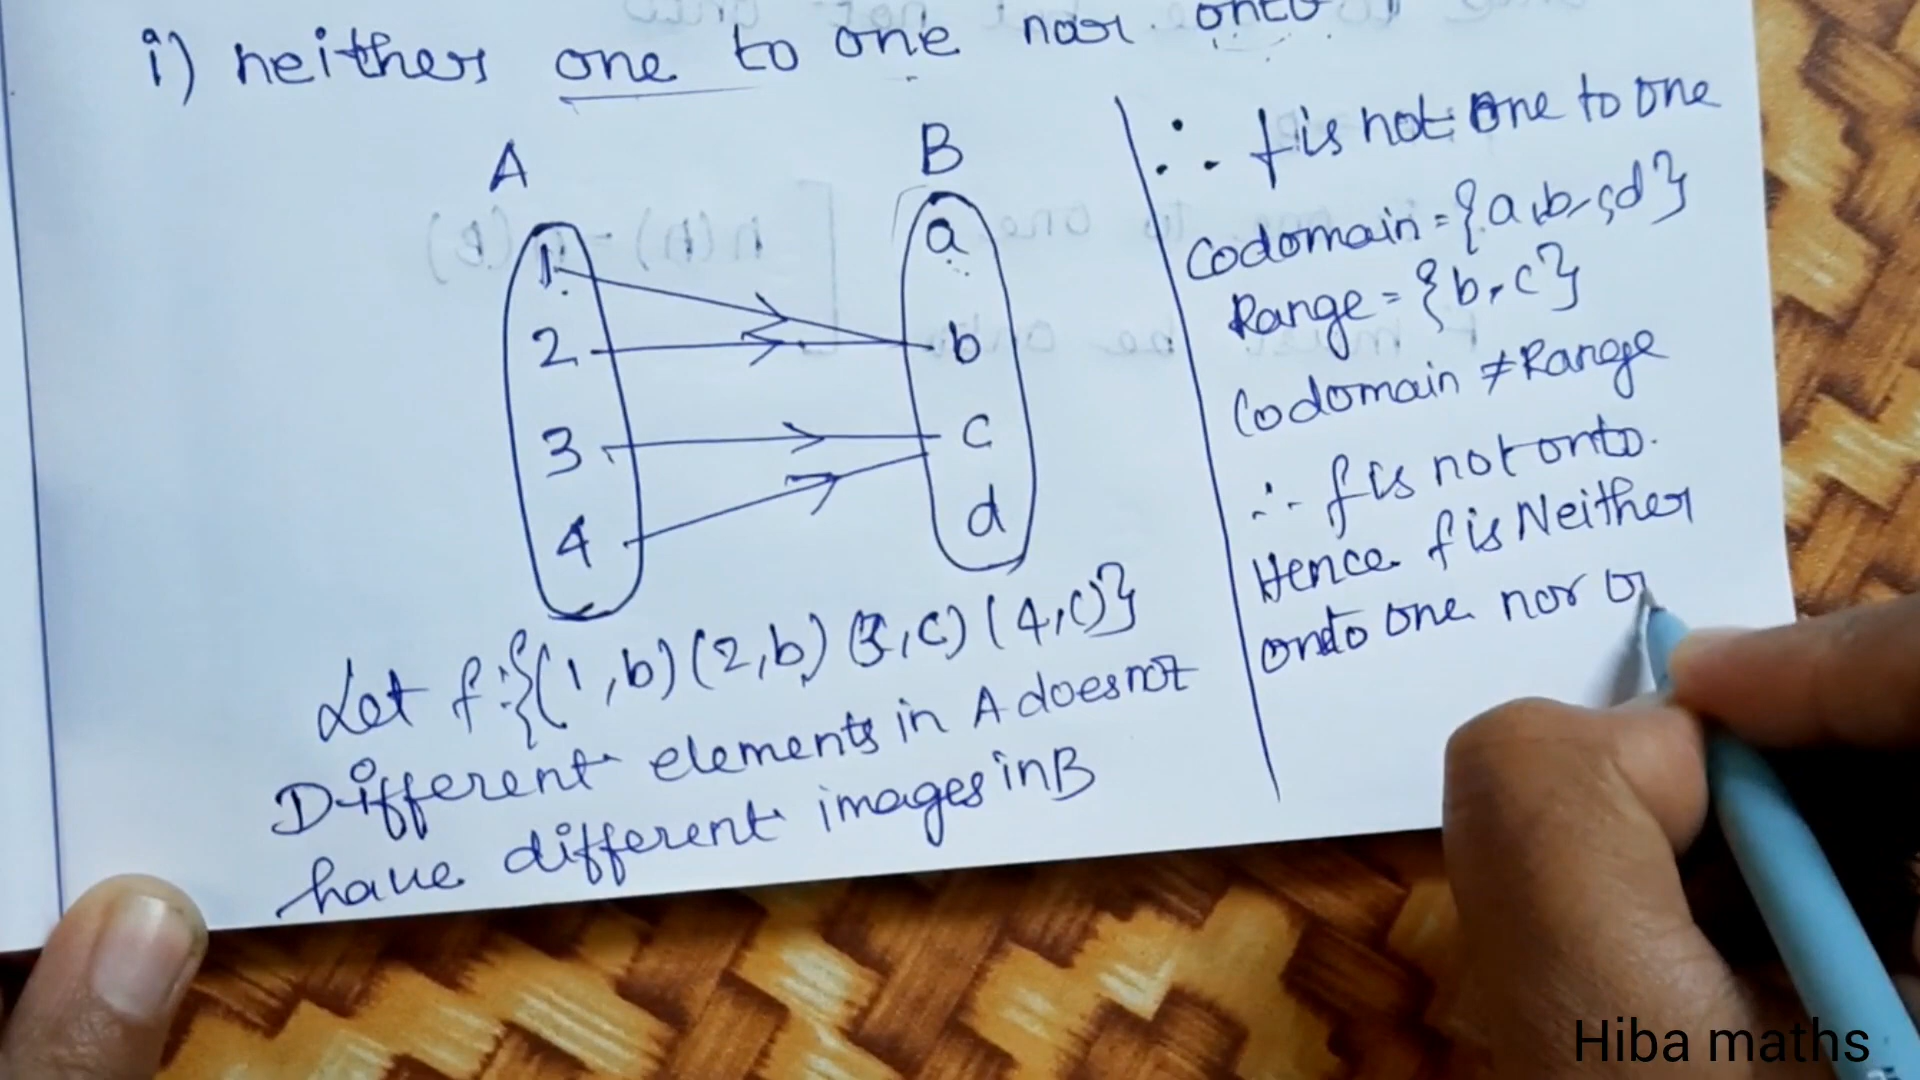 i) neither one to one nor onto
A
B
1
2
3
4
a
b
c
d
Let f:{(1,b)(2,b)(3,c)(4,c)}
Different elements in A does not
have different images in B
∴ f is not one to one
Codomain={a,b,c,d}
Range={b,c}
Codomain ≠ Range
∴ f is not onto.
Hence f is Neither
onto one nor o
Hiba maths